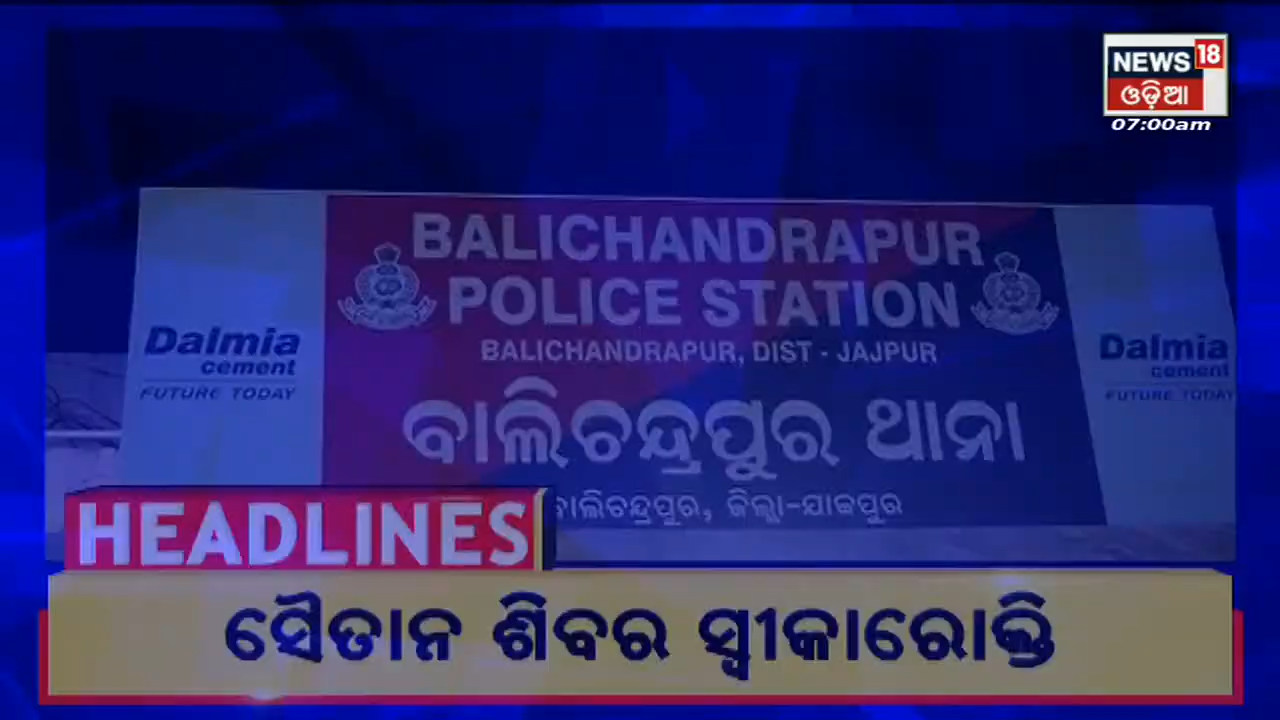 NEWS 18
ଓଡ଼ିଆ
07:00am
BALICHANDRAPUR
POLICE STATION
BALICHANDRAPUR, DIST - JAJPUR
ବାଲିଚନ୍ଦ୍ରପୁର ଥାନା
ବାଲିଚନ୍ଦ୍ରପୁର, ଜିଲ୍ଲା-ଯାଜପୁର
Dalmia
cement
FUTURE TODAY
Dalmia
cement
FUTURE TODAY
HEADLINES
ସୈତାନ ଶିବର ସ୍ୱୀକାରୋକ୍ତି